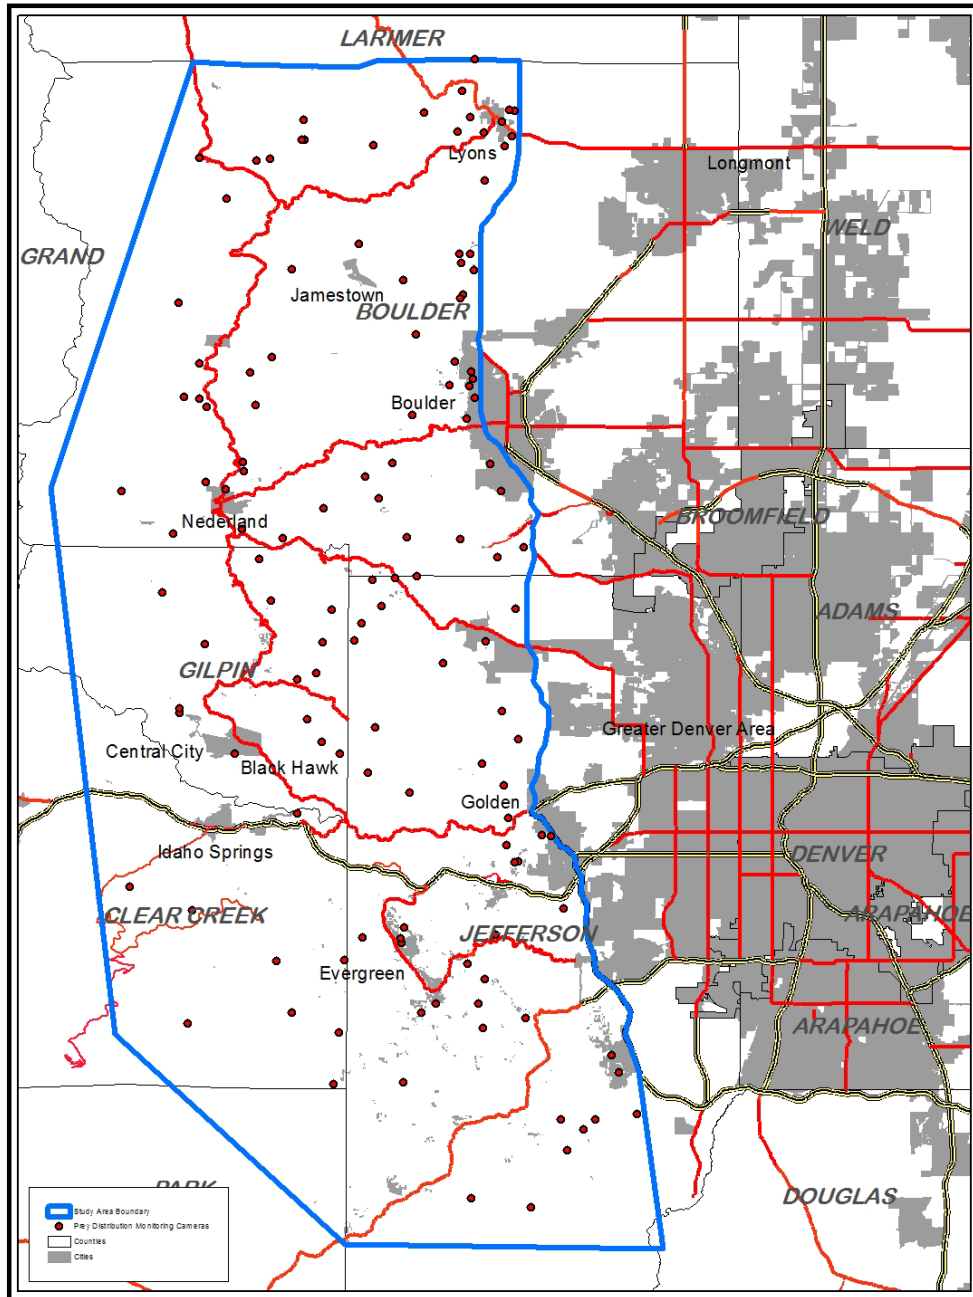 LARIMER
Lyons
Longmont
WELD
GRAND
Jamestown
BOULDER
Boulder
Nederland
BROOMFIELD
ADAMS
GILPIN
Greater Denver Area
Central City
Black Hawk
Golden
Idaho Springs
DENVER
CLEAR CREEK
ARAPAHOE
JEFFERSON
Evergreen
ARAPAHOE
PARK
DOUGLAS
Study Area Boundary
Prey Distribution Monitoring Cameras
Counties
Cities